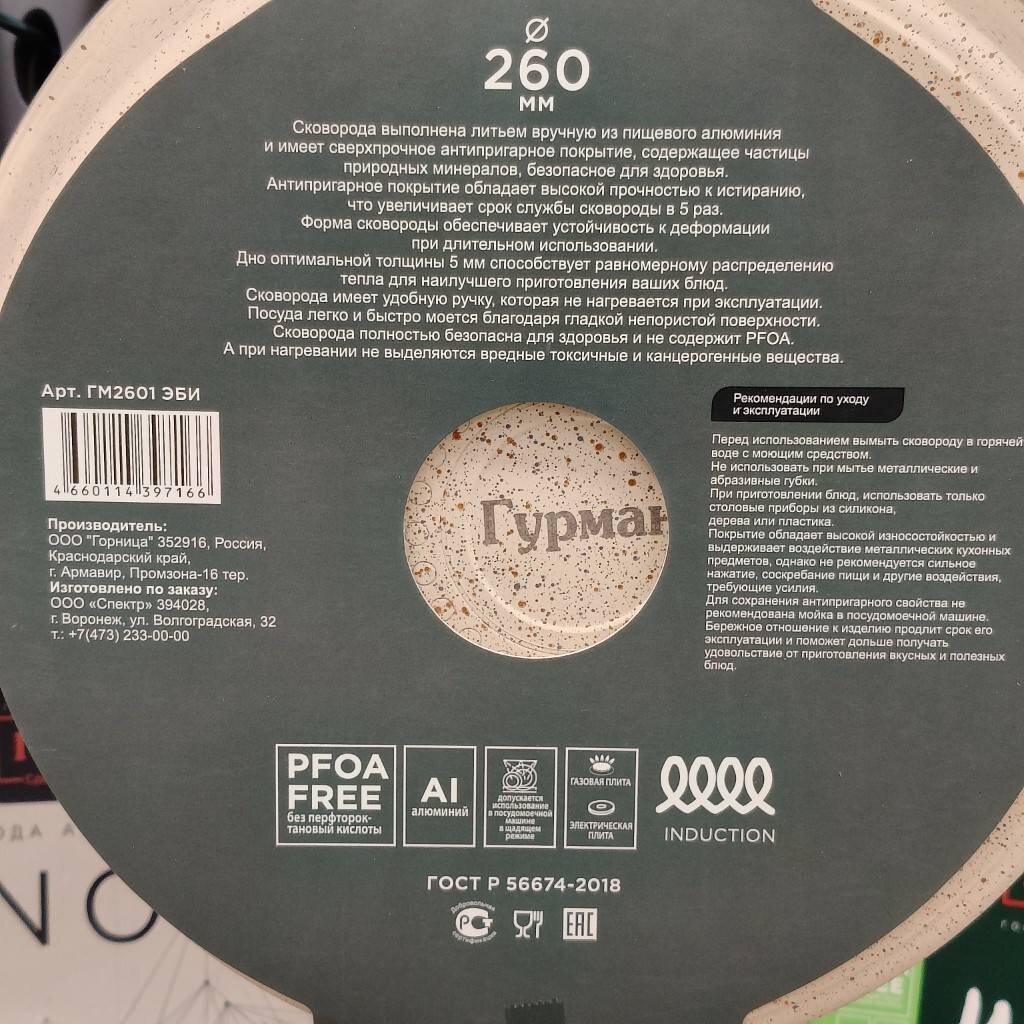 Ø
260
ММ
Сковорода выполнена литьем вручную из пищевого алюминия
и имеет сверхпрочное антипригарное покрытие, содержащее частицы
природных минералов, безопасное для здоровья.
Антипригарное покрытие обладает высокой прочностью к истиранию,
что увеличивает срок службы сковороды в 5 раз.
Форма сковороды обеспечивает устойчивость к деформации
при длительном использовании.
Дно оптимальной толщины 5 мм способствует равномерному распределению
тепла для наилучшего приготовления ваших блюд.
Сковорода имеет удобную ручку, которая не нагревается при эксплуатации.
Посуда легко и быстро моется благодаря гладкой непористой поверхности.
Сковорода полностью безопасна для здоровья и не содержит PFOA.
А при нагревании не выделяются вредные токсичные и канцерогенные вещества.
Арт. ГМ2601 ЭБИ
4 660114 397166
Производитель:
ООО "Горница" 352916, Россия,
Краснодарский край,
г. Армавир, Промзона-16 тер.
Изготовлено по заказу:
ООО «Спектр» 394028,
г. Воронеж, ул. Волгоградская, 32
т.: +7(473) 233-00-00
Гурман
Рекомендации по уходу
и эксплуатации
Перед использованием вымыть сковороду в горячей
воде с моющим средством.
Не использовать при мытье металлические и
абразивные губки.
При приготовлении блюд, использовать только
столовые приборы из силикона,
дерева или пластика.
Покрытие обладает высокой износостойкостью и
выдерживает воздействие металлических кухонных
предметов, однако не рекомендуется сильное
нажатие, соскребание пищи и другие воздействия,
требующие усилия.
Для сохранения антипригарного свойства не
рекомендована мойка в посудомоечной машине.
Бережное отношение к изделию продлит срок его
эксплуатации и поможет дольше получать
удовольствие от приготовления вкусных и полезных
блюд.
PFOA
FREE
без перфторок-
тановый кислоты
Al
алюминий
допускается
использование
в посудомоечной
машине
в щадящем
режиме
ГАЗОВАЯ ПЛИТА
ЭЛЕКТРИЧЕСКАЯ
ПЛИТА
INDUCTION
ГОСТ Р 56674-2018
Добровольная
РСТ
сертификация
EAC
ОДА А
NO